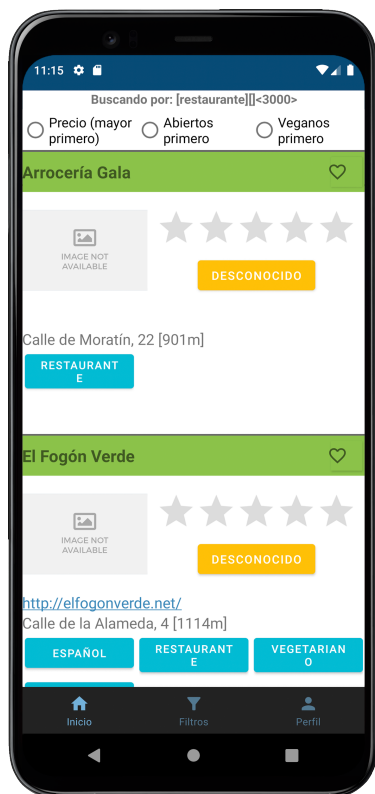 11:15
Buscando por: [restaurante][]<3000>
Precio (mayor
primero)
Abiertos
primero
Veganos
primero
Arrocería Gala
IMAGE NOT
AVAILABLE
DESCONOCIDO
Calle de Moratín, 22 [901m]
RESTAURANT
E
El Fogón Verde
IMAGE NOT
AVAILABLE
DESCONOCIDO
http://elfogonverde.net/
Calle de la Alameda, 4 [1114m]
ESPAÑOL
RESTAURANT
E
VEGETARIAN
O
Inicio
Filtros
Perfil